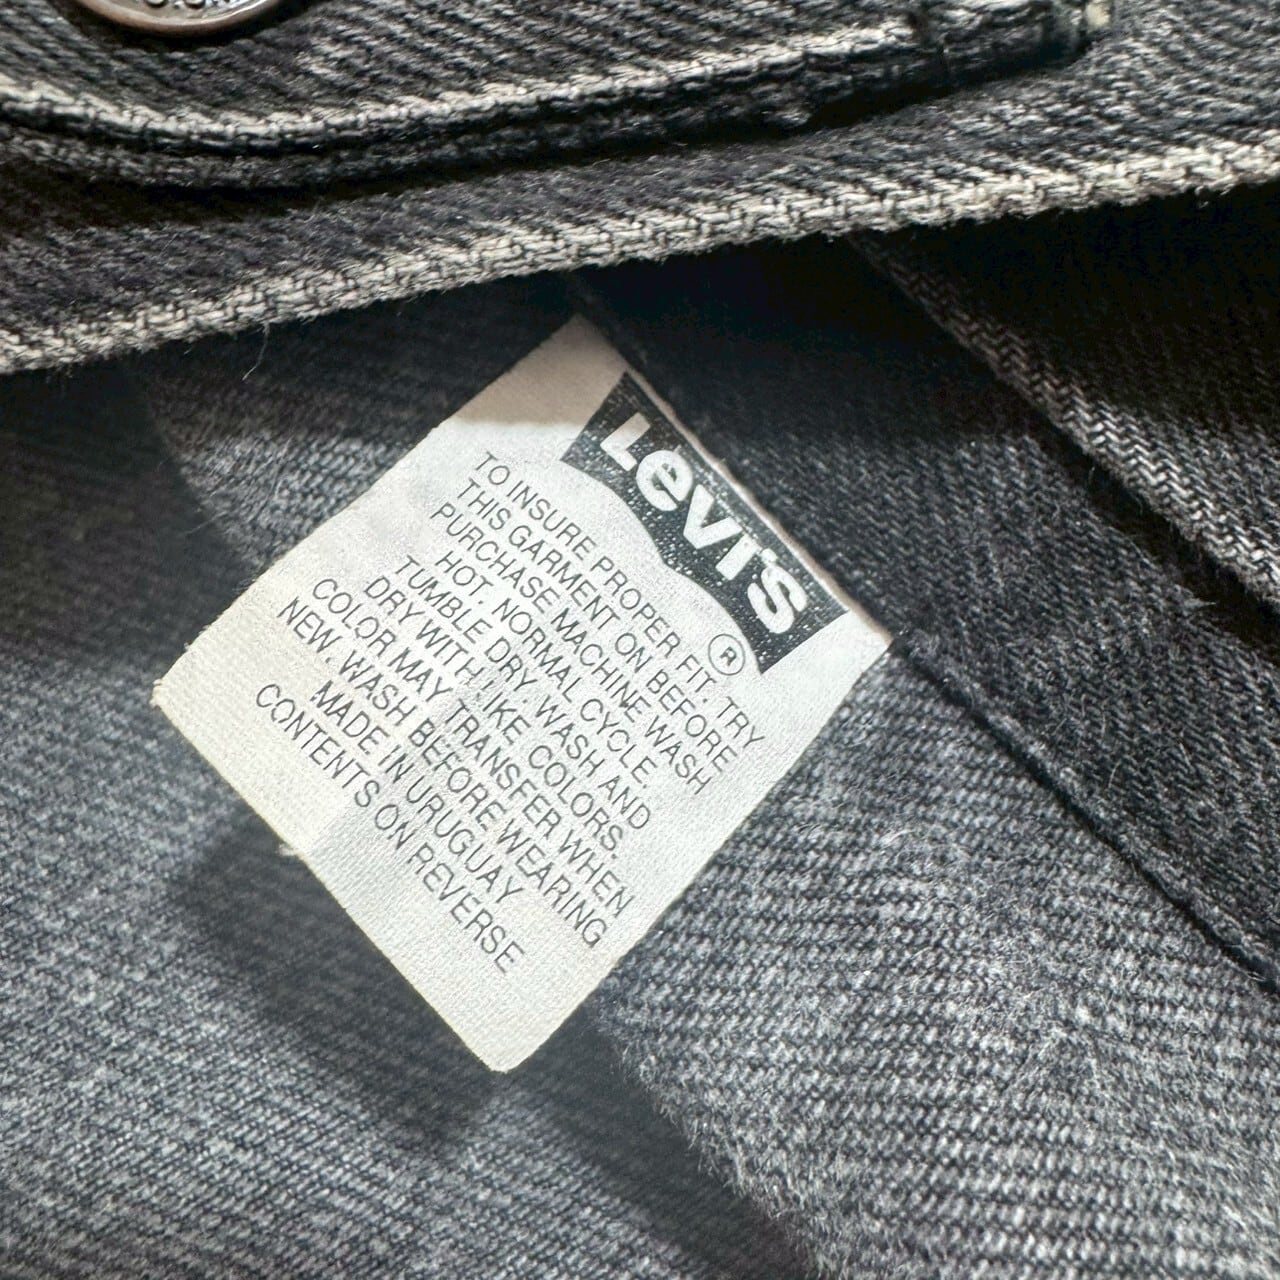 Levi's ®
TO INSURE PROPER FIT. TRY
THIS GARMENT ON BEFORE
PURCHASE MACHINE WASH
HOT. NORMAL CYCLE.
TUMBLE DRY. WASH AND
DRY WITH LIKE COLORS.
COLOR MAY TRANSFER WHEN
NEW. WASH BEFORE WEARING
MADE IN URUGUAY
CONTENTS ON REVERSE